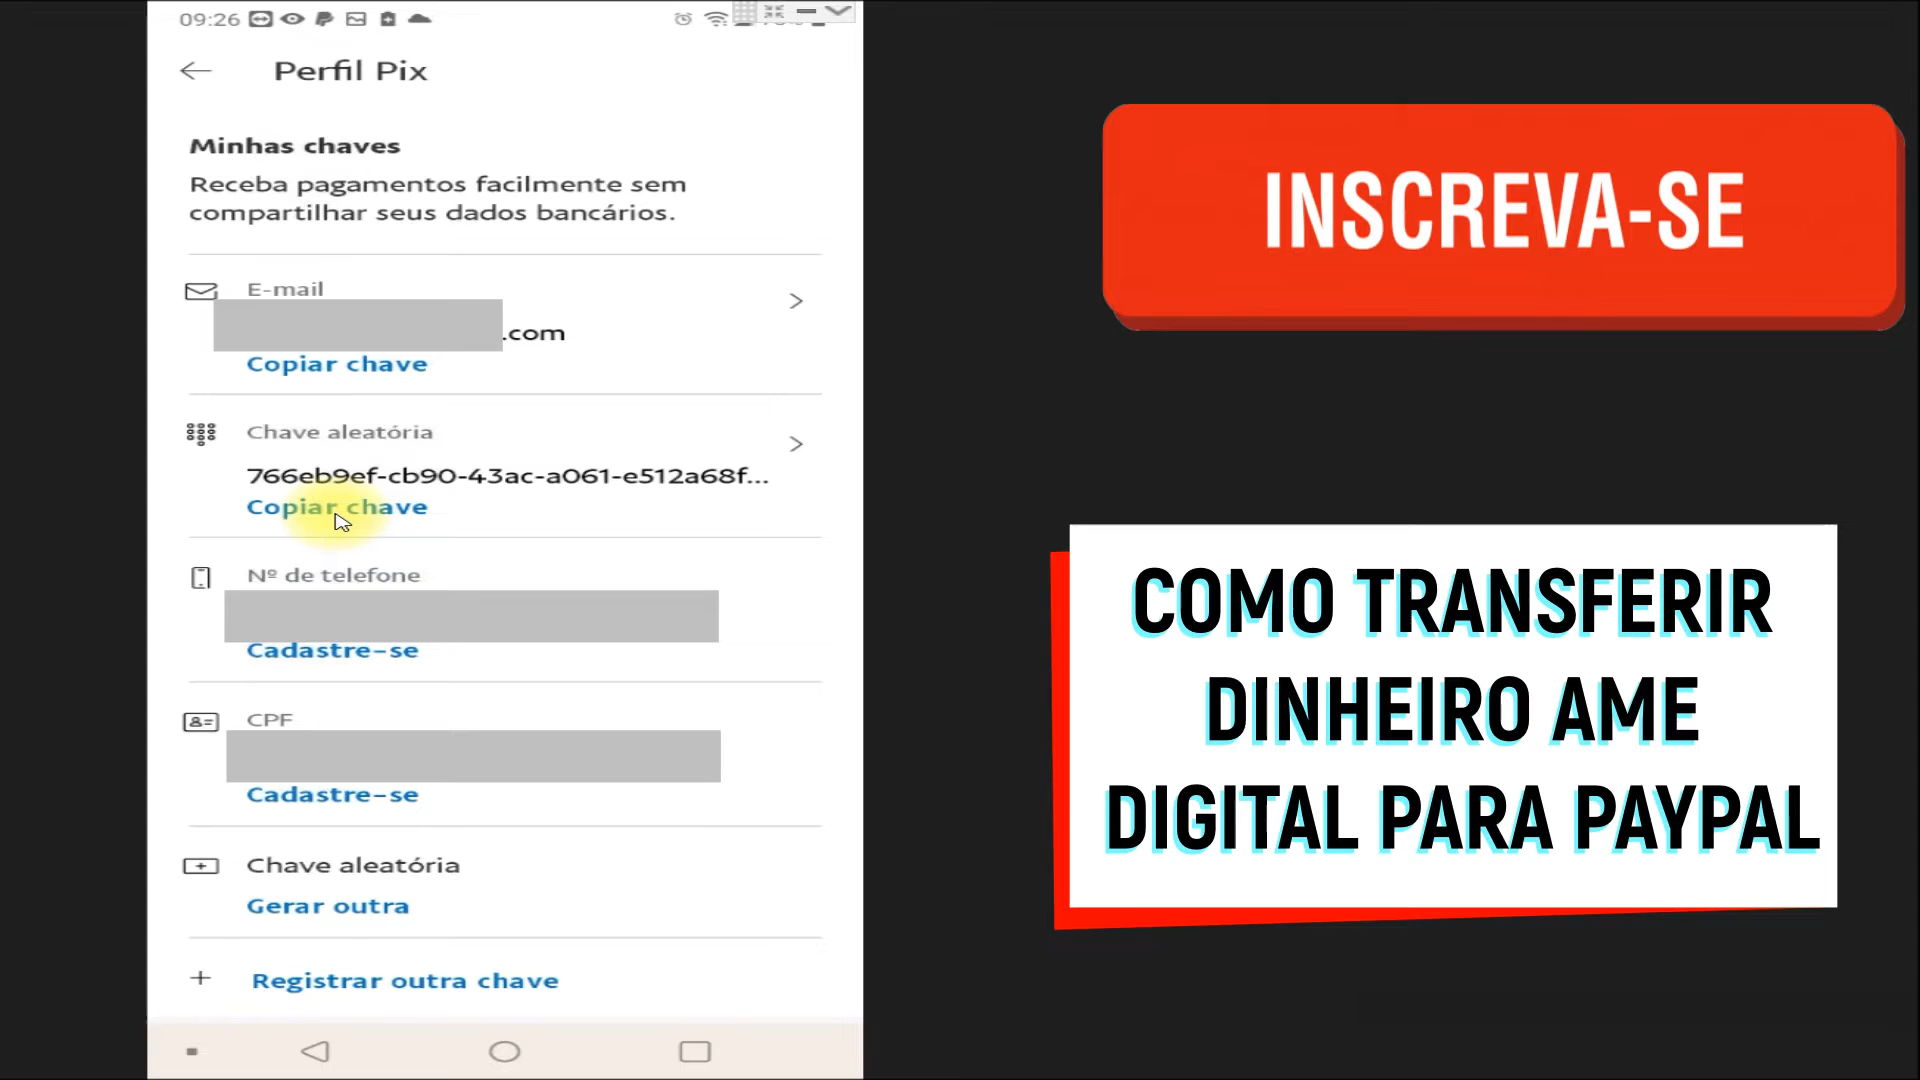 09:26
Perfil Pix
Minhas chaves
Receba pagamentos facilmente sem
compartilhar seus dados bancários.
E-mail
.com
Copiar chave
Chave aleatória
766eb9ef-cb90-43ac-a061-e512a68f...
Copiar chave
Nº de telefone
Cadastre-se
CPF
Cadastre-se
Chave aleatória
Gerar outra
Registrar outra chave
INSCREVA-SE
COMO TRANSFERIR
DINHEIRO AME
DIGITAL PARA PAYPAL